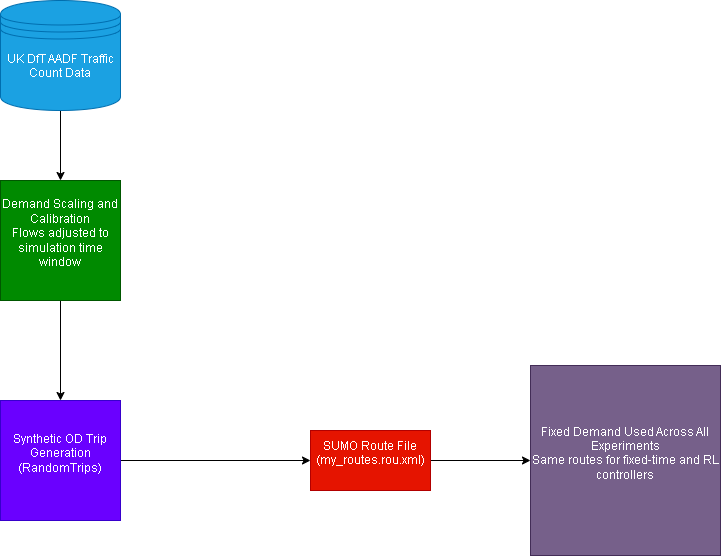 UK DfT AADF Traffic
Count Data
Demand Scaling and
Calibration
Flows adjusted to
simulation time
window
Synthetic OD Trip
Generation
(RandomTrips)
SUMO Route File
(my_routes.rou.xml)
Fixed Demand Used Across All
Experiments
Same routes for fixed-time and RL
controllers